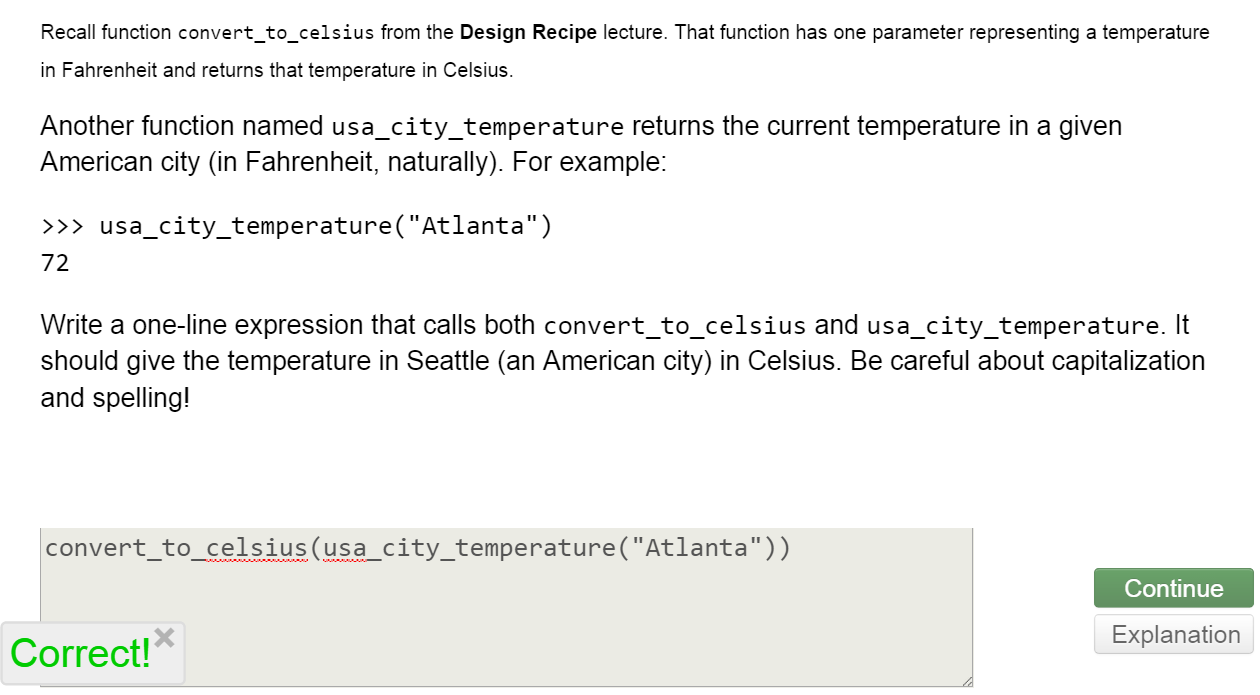 Recall function convert_to_celsius from the Design Recipe lecture. That function has one parameter representing a temperature
in Fahrenheit and returns that temperature in Celsius.
Another function named usa_city_temperature returns the current temperature in a given
American city (in Fahrenheit, naturally). For example:
>>> usa_city_temperature("Atlanta")
72
Write a one-line expression that calls both convert_to_celsius and usa_city_temperature. It
should give the temperature in Seattle (an American city) in Celsius. Be careful about capitalization
and spelling!
convert_to_celsius(usa_city_temperature("Atlanta"))
Continue
Explanation
Correct!